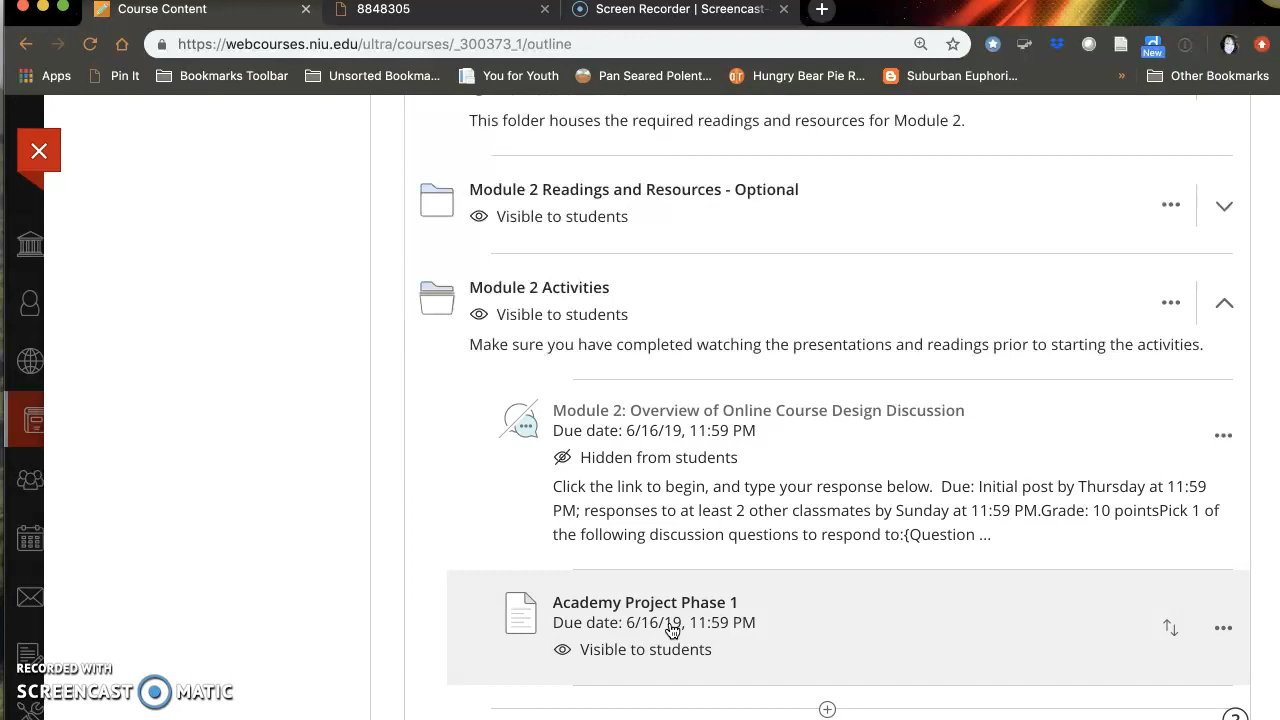 Course Content
8848305
Screen Recorder | Screencast-
https://webcourses.niu.edu/ultra/courses/_300373_1/outline
New
Apps
Pin It
Bookmarks Toolbar
Unsorted Bookma...
You for Youth
Pan Seared Polent...
Hungry Bear Pie R...
Suburban Euphori...
»
Other Bookmarks
This folder houses the required readings and resources for Module 2.
Module 2 Readings and Resources - Optional
Visible to students
Module 2 Activities
Visible to students
Make sure you have completed watching the presentations and readings prior to starting the activities.
Module 2: Overview of Online Course Design Discussion
Due date: 6/16/19, 11:59 PM
Hidden from students
Click the link to begin, and type your response below.  Due: Initial post by Thursday at 11:59
PM; responses to at least 2 other classmates by Sunday at 11:59 PM.Grade: 10 pointsPick 1 of
the following discussion questions to respond to:{Question ...
Academy Project Phase 1
Due date: 6/16/19, 11:59 PM
Visible to students
RECORDED WITH
SCREENCAST MATIC